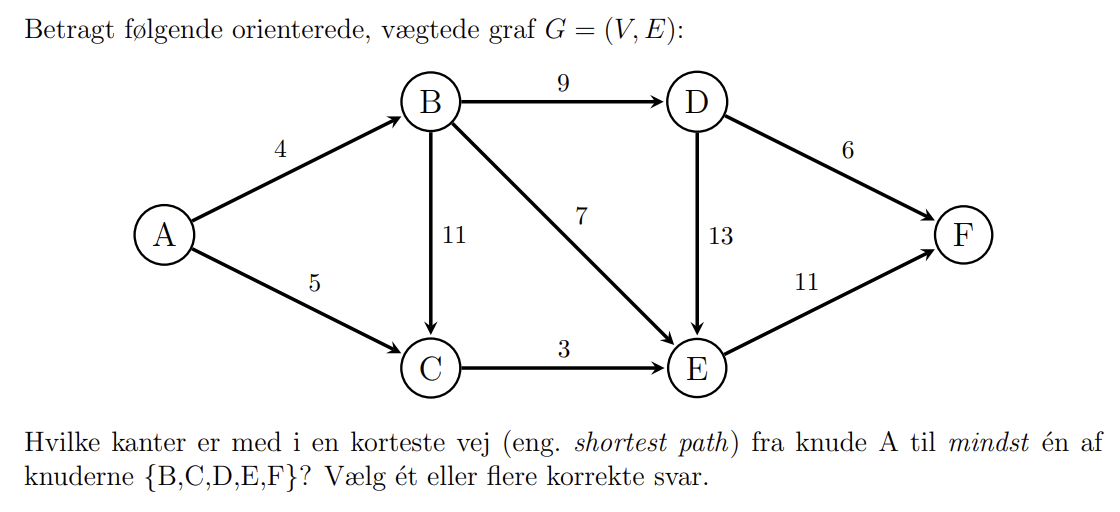 Betragt følgende orienterede, vægtede graf G = (V, E):
9
B
D
4
6
7
A
11
13
F
5
11
3
C
E
Hvilke kanter er med i en korteste vej (eng. shortest path) fra knude A til mindst én af
knuderne {B,C,D,E,F}? Vælg ét eller flere korrekte svar.